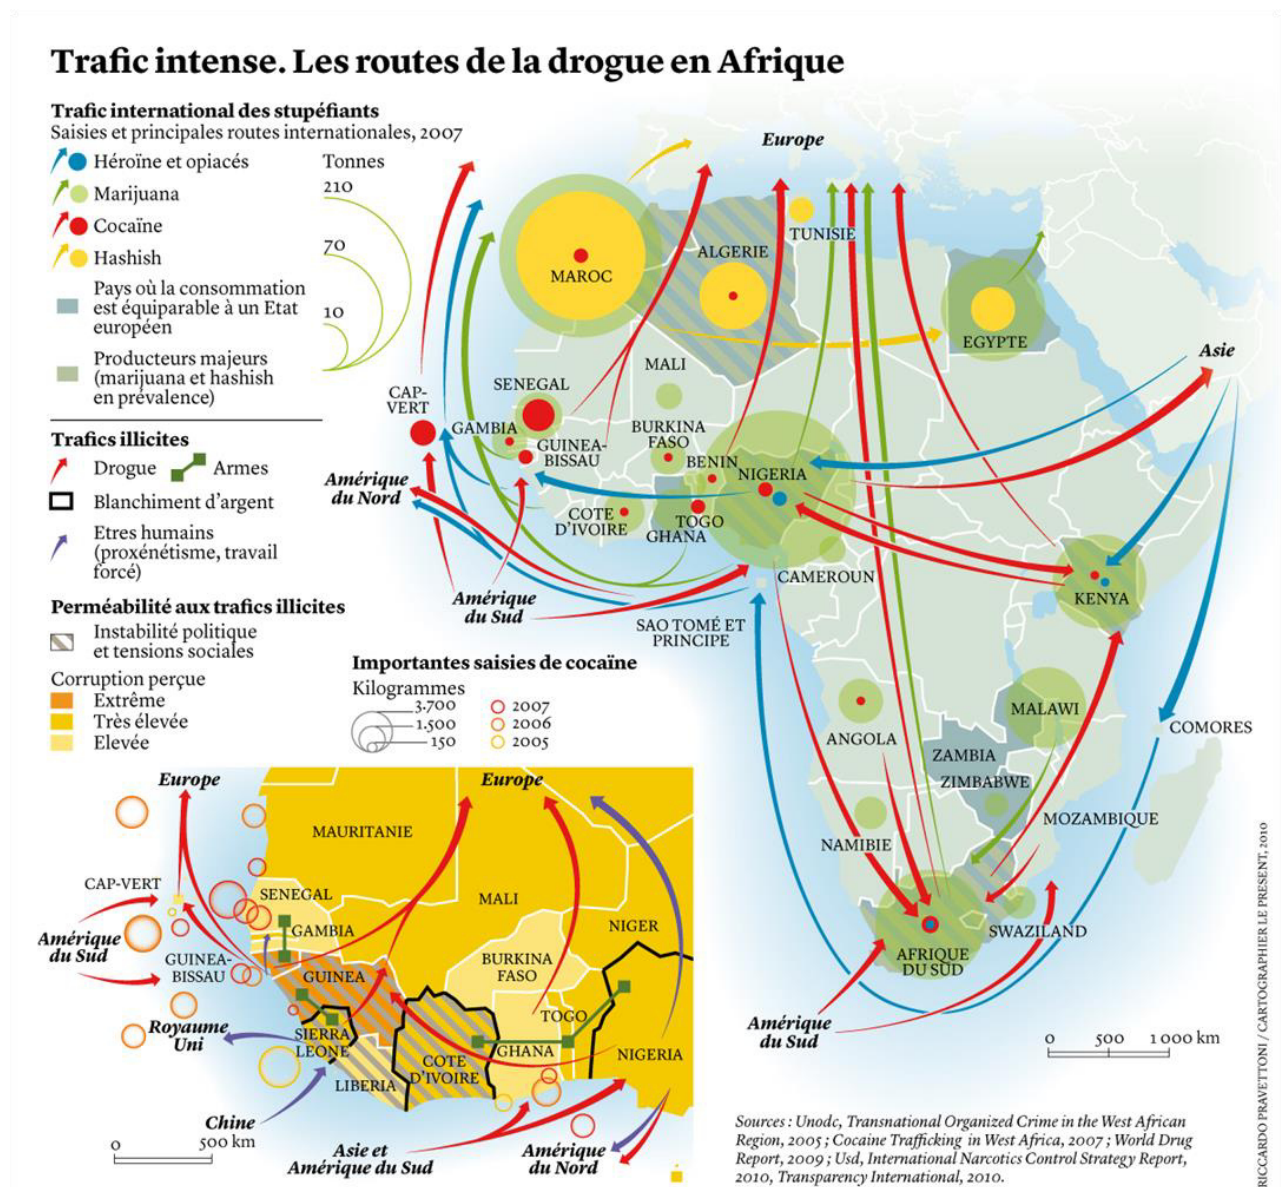 Trafic intense. Les routes de la drogue en Afrique
Trafic international des stupéfiants
Saisies et principales routes internationales, 2007
Héroïne et opiacés
Marijuana
Cocaïne
Hashish
Pays où la consommation
est équiparable à un Etat
européen
Producteurs majeurs
(marijuana et hashish
en prévalence)
Tonnes
210
70
10
Trafics illicites
Drogue
Armes
Blanchiment d'argent
Etres humains
(proxénétisme, travail
forcé)
Perméabilité aux trafics illicites
Instabilité politique
et tensions sociales
Corruption perçue
Extrême
Très élevée
Elevée
Importantes saisies de cocaïne
Kilogrammes
3.700
1.500
150
2007
2006
2005
Europe
MAROC
ALGERIE
TUNISIE
EGYPTE
Asie
MALI
SENEGAL
CAP-
VERT
GAMBIA
GUINEA-
BISSAU
BURKINA
FASO
BENIN
NIGERIA
Amérique
du Nord
COTE
D'IVOIRE
TOGO
GHANA
CAMEROUN
KENYA
Amérique
du Sud
SAO TOMÉ ET
PRINCIPE
MALAWI
COMORES
ANGOLA
ZAMBIA
ZIMBABWE
MOZAMBIQUE
NAMIBIE
SWAZILAND
AFRIQUE
DU SUD
Amérique
du Sud
0 500 1 000 km
Europe
Europe
MAURITANIE
CAP-VERT
SENEGAL
MALI
GAMBIA
NIGER
Amérique
du Sud
GUINEA-
BISSAU
GUINEA
BURKINA
FASO
Royaume
Uni
SIERRA
LEONE
TOGO
GHANA
NIGERIA
COTE
D'IVOIRE
LIBERIA
Chine
0 500 km
Asie et
Amérique du Sud
Amérique
du Nord
Sources : Unodc, Transnational Organized Crime in the West African
Region, 2005 ; Cocaine Trafficking in West Africa, 2007 ; World Drug
Report, 2009 ; Usd, International Narcotics Control Strategy Report,
2010, Transparency International, 2010.
RICCARDO PRAVETTONI / CARTOGRAPHIER LE PRESENT, 2010